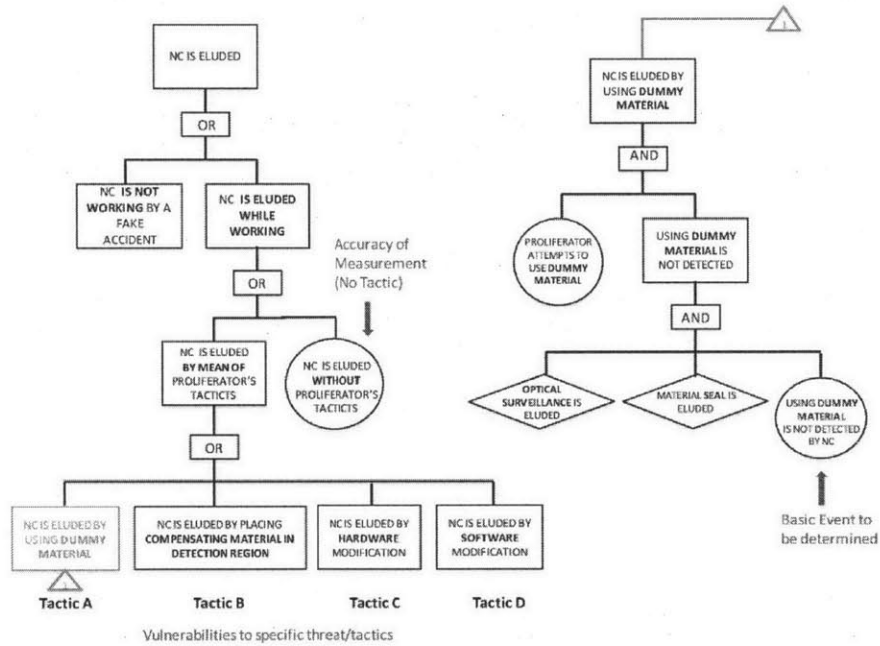 NC IS ELUDED
OR
NC IS NOT
WORKING BY A
FAKE
ACCIDENT
NC IS ELUDED
WHILE
WORKING
Accuracy of
Measurement
(No Tactic)
OR
NC IS ELUDED
BY MEAN OF
PROLIFERATOR'S
TACTICTS
NC IS ELUDED
WITHOUT
PROLIFERATOR'S
TACTICTS
OR
NC IS ELUDED BY
USING DUMMY
MATERIAL
1
NC IS ELUDED BY PLACING
COMPENSATING MATERIAL IN
DETECTION REGION
NC IS ELUDED BY
HARDWARE
MODIFICATION
NC IS ELUDED BY
SOFTWARE
MODIFICATION
Tactic A
Tactic B
Tactic C
Tactic D
Vulnerabilities to specific threat/tactics
1
NC IS ELUDED BY
USING DUMMY
MATERIAL
AND
PROLIFERATOR
ATTEMPTS TO
USE DUMMY
MATERIAL
USING DUMMY
MATERIAL IS
NOT DETECTED
AND
OPTICAL
SURVEILLANCE IS
ELUDED
MATERIAL SEAL IS
ELUDED
USING DUMMY
MATERIAL
IS NOT DETECTED
BY NC
Basic Event to
be determined